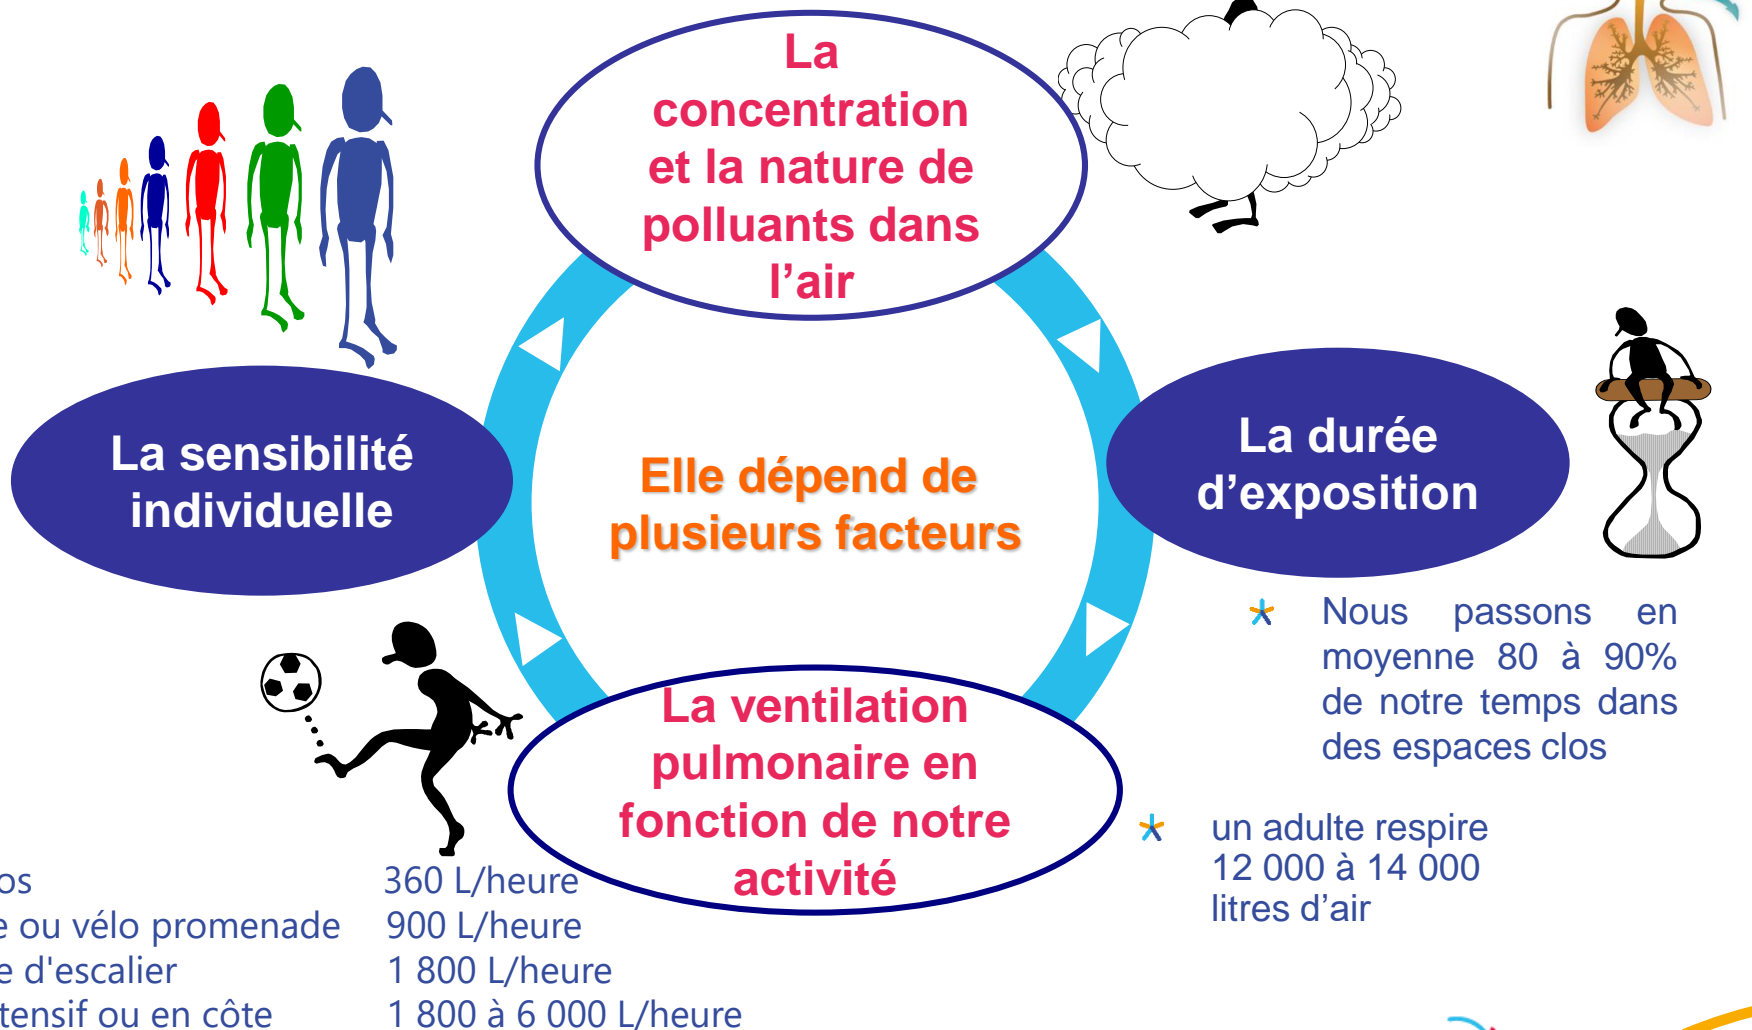 La
concentration
et la nature de
polluants dans
l’air
La sensibilité
individuelle
Elle dépend de
plusieurs facteurs
La durée
d’exposition
Nous passons en
moyenne 80 à 90%
de notre temps dans
des espaces clos
La ventilation
pulmonaire en
fonction de notre
activité
un adulte respire
12 000 à 14 000
litres d’air
360 L/heure
ou vélo promenade 900 L/heure
d'escalier 1 800 L/heure
ou en côte 1 800 à 6 000 L/heure